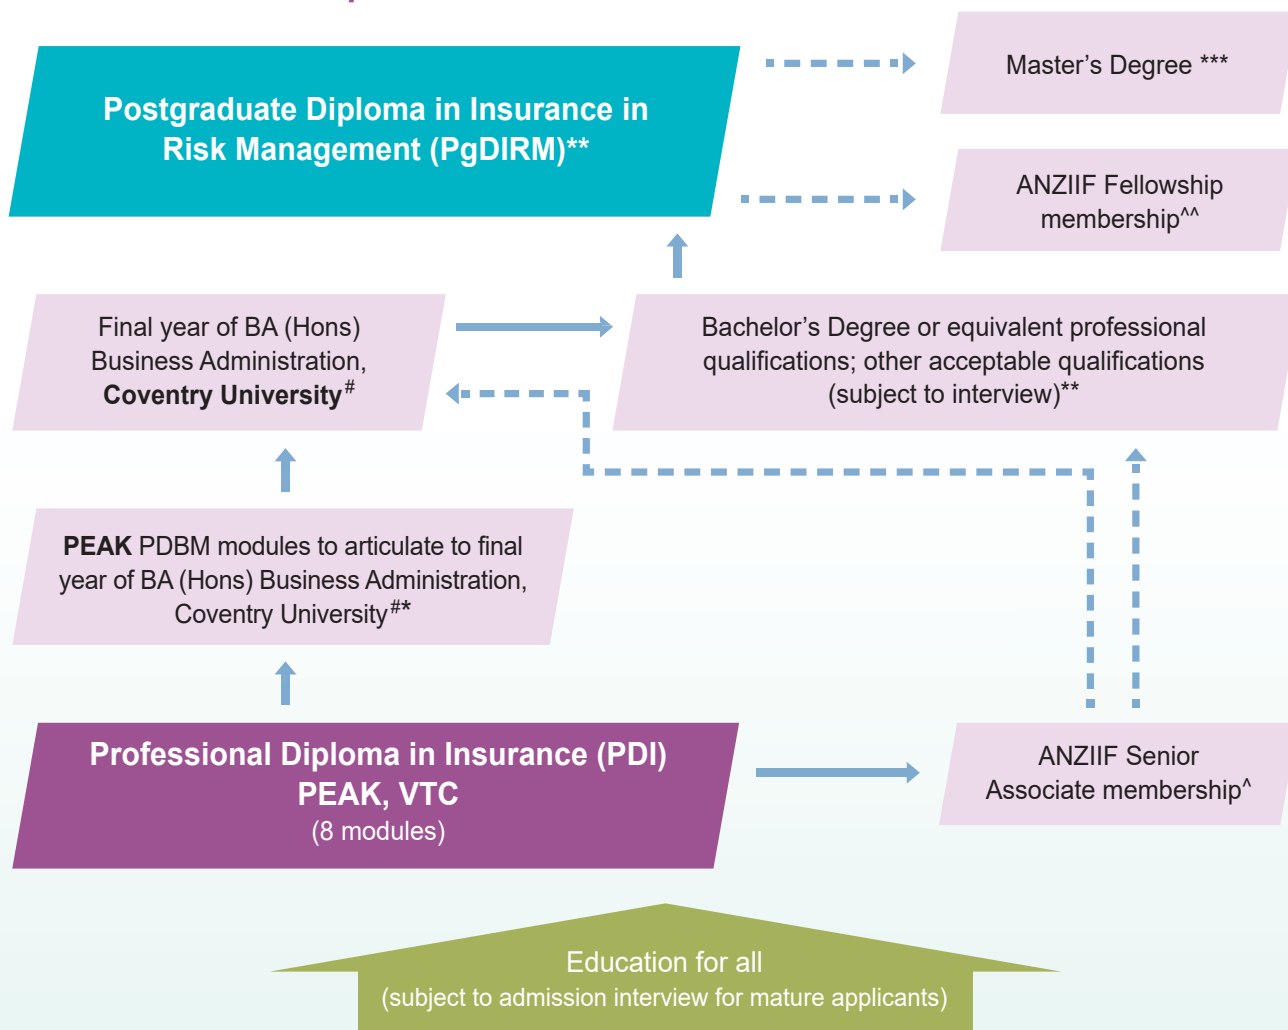 Postgraduate Diploma in Insurance in
Risk Management (PgDIRM)**
Master’s Degree ***
ANZIIF Fellowship
membership^^
Final year of BA (Hons)
Business Administration,
Coventry University#
Bachelor’s Degree or equivalent professional
qualifications; other acceptable qualifications
(subject to interview)**
PEAK PDBM modules to articulate to final
year of BA (Hons) Business Administration,
Coventry University#*
Professional Diploma in Insurance (PDI)
PEAK, VTC
(8 modules)
ANZIIF Senior
Associate membership^
Education for all
(subject to admission interview for mature applicants)